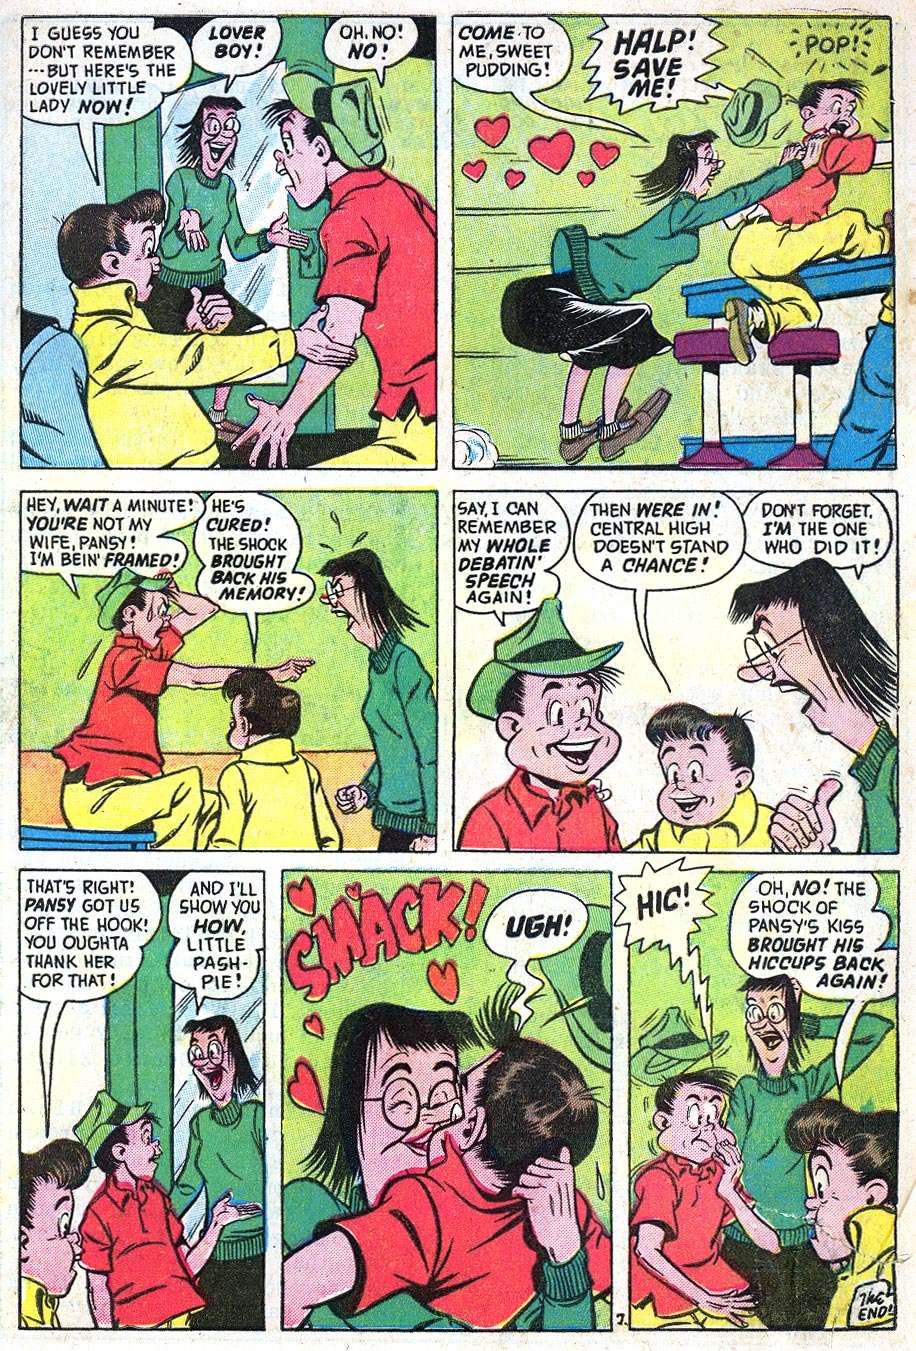 I GUESS YOU
DON'T REMEMBER
---BUT HERE'S THE
LOVELY LITTLE
LADY NOW!
LOVER
BOY!
OH, NO!
NO!
COME TO
ME, SWEET
PUDDING!
HALP!
SAVE
ME!
POP!
HEY, WAIT A MINUTE!
YOU'RE NOT MY
WIFE, PANSY!
I'M BEIN' FRAMED!
HE'S
CURED!
THE SHOCK
BROUGHT
BACK HIS
MEMORY!
SAY, I CAN
REMEMBER
MY WHOLE
DEBATIN'
SPEECH
AGAIN!
THEN WERE IN!
CENTRAL HIGH
DOESN'T STAND
A CHANCE!
DON'T FORGET,
I'M THE ONE
WHO DID IT!
THAT'S RIGHT!
PANSY GOT US
OFF THE HOOK!
YOU OUGHTA
THANK HER
FOR THAT!
AND I'LL
SHOW YOU
HOW,
LITTLE
PASH-
PIE!
SMACK!
UGH!
HIC!
OH, NO! THE
SHOCK OF
PANSY'S KISS
BROUGHT HIS
HICCUPS BACK
AGAIN!
THE
END!
7.